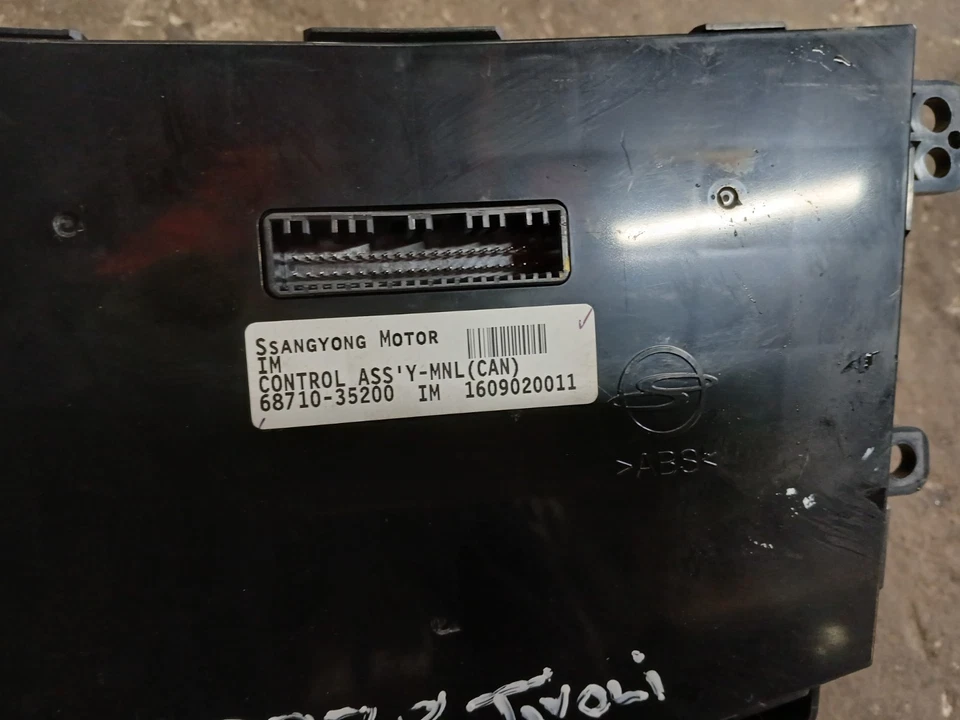 SSANGYONG MOTOR
IM
CONTROL ASS'Y-MNL(CAN)
68710-35200 IM 1609020011
>ABS<
Tivoli